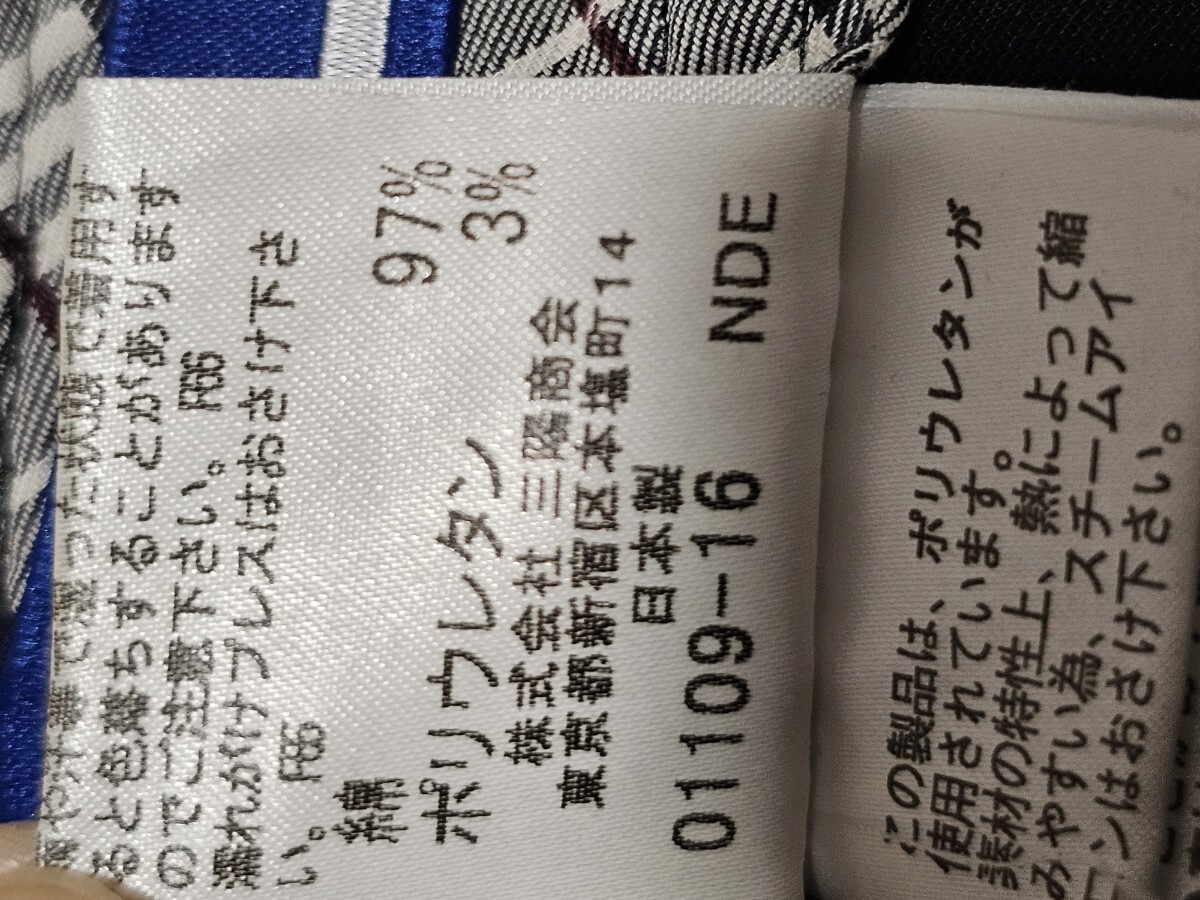 汗や水等で湿った状態で着用す
ると色落ちすることがあります
のでご注意下さい。 F66
濡れがけプレスはおさけ下さ
い。 F65
綿 97%
ポリウレタン 3%
株式会社 三陽商会
東京都新宿区本塩町14
日本製
01109-16 NDE
この製品は、ポリウレタンが
使用されています。
素材の特性上、熱によって縮
みやすい為、スチームアイ
ロンはおさけ下さい。